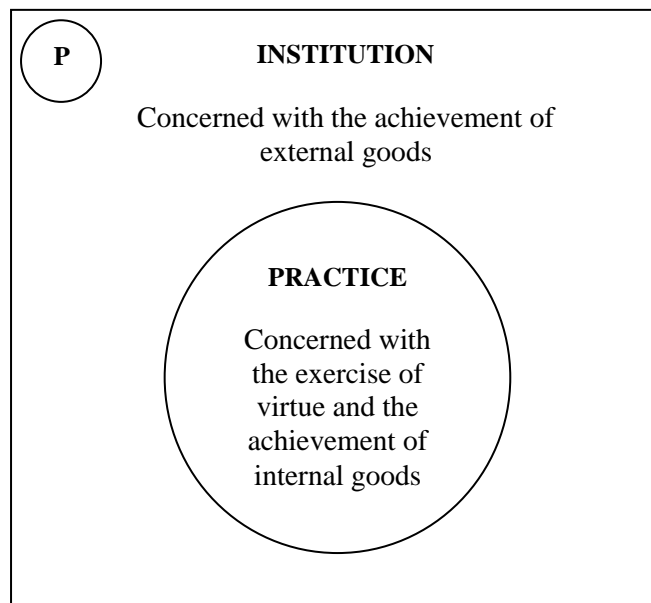 P
INSTITUTION
Concerned with the achievement of
external goods
PRACTICE
Concerned with
the exercise of
virtue and the
achievement of
internal goods